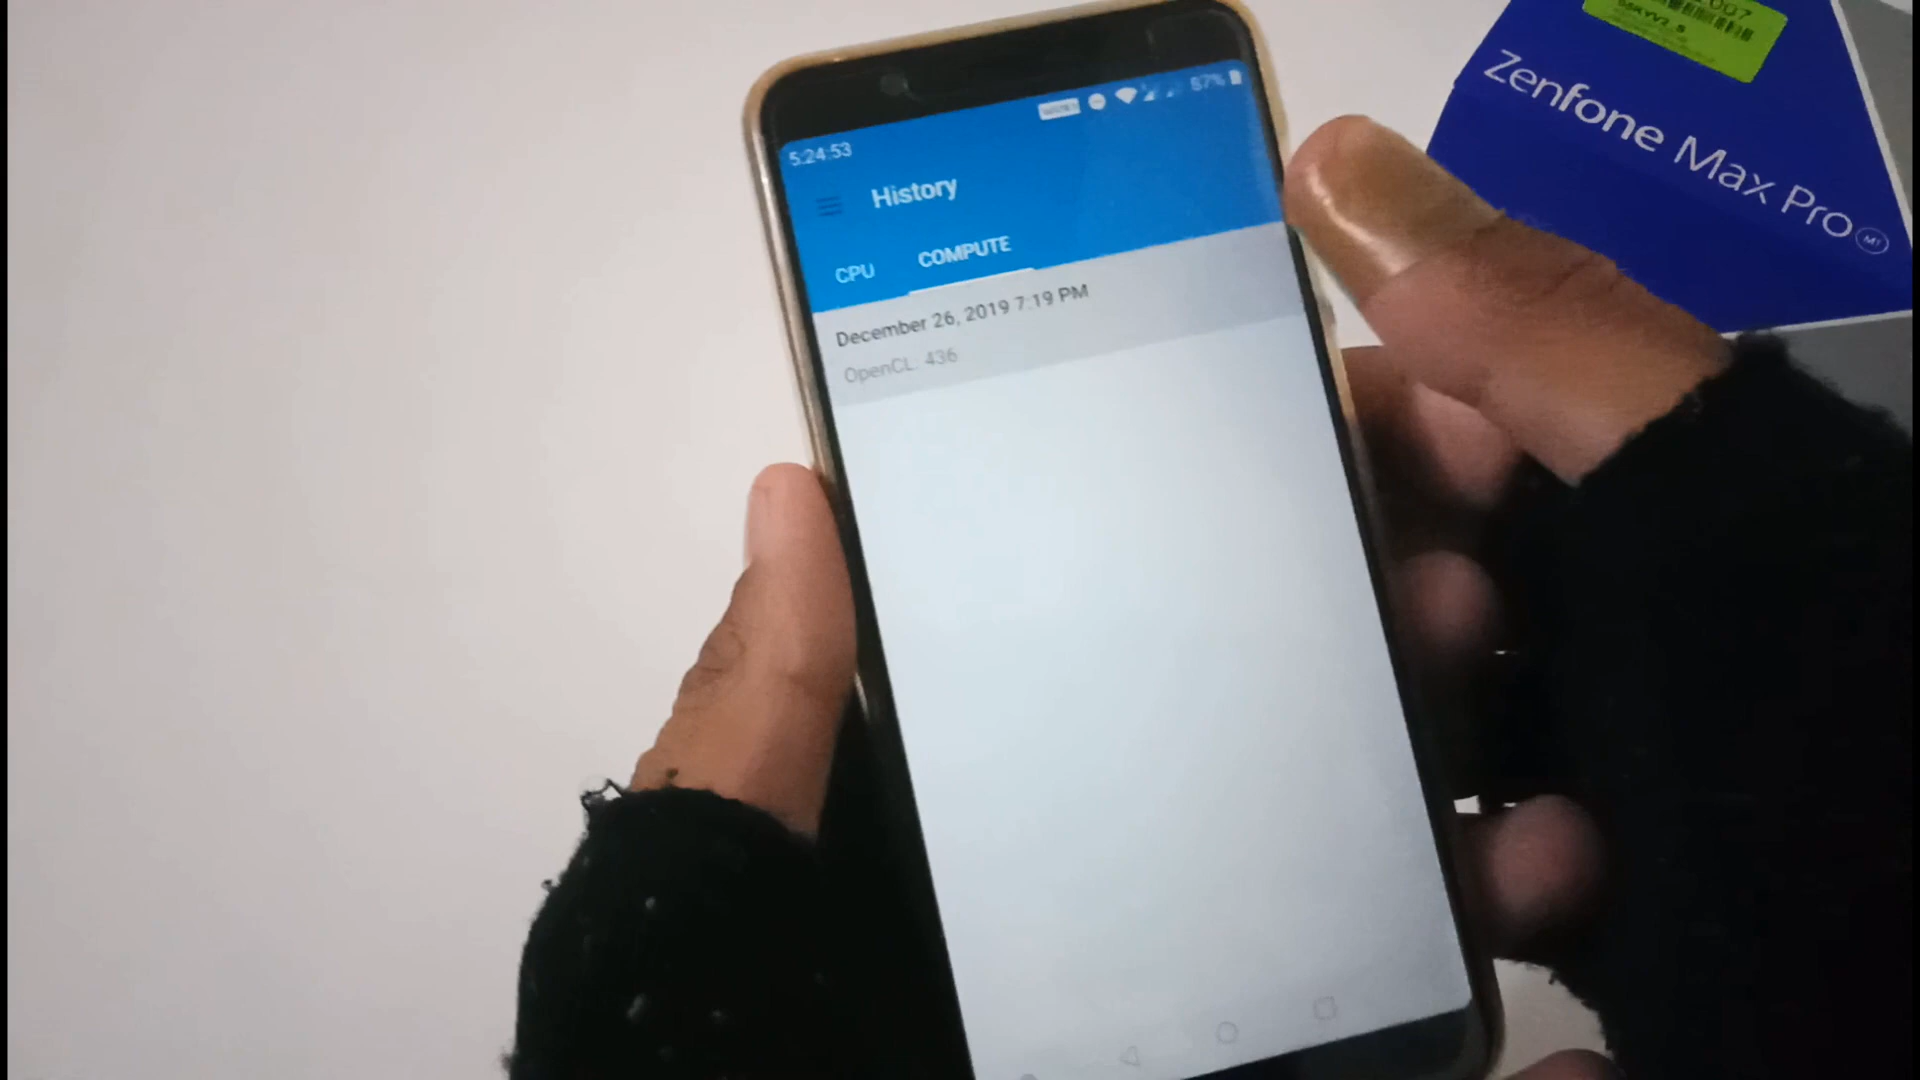 5:24:53
History
CPU
COMPUTE
December 26, 2019 7:19 PM
OpenCL: 436
Zenfone Max Pro
M1